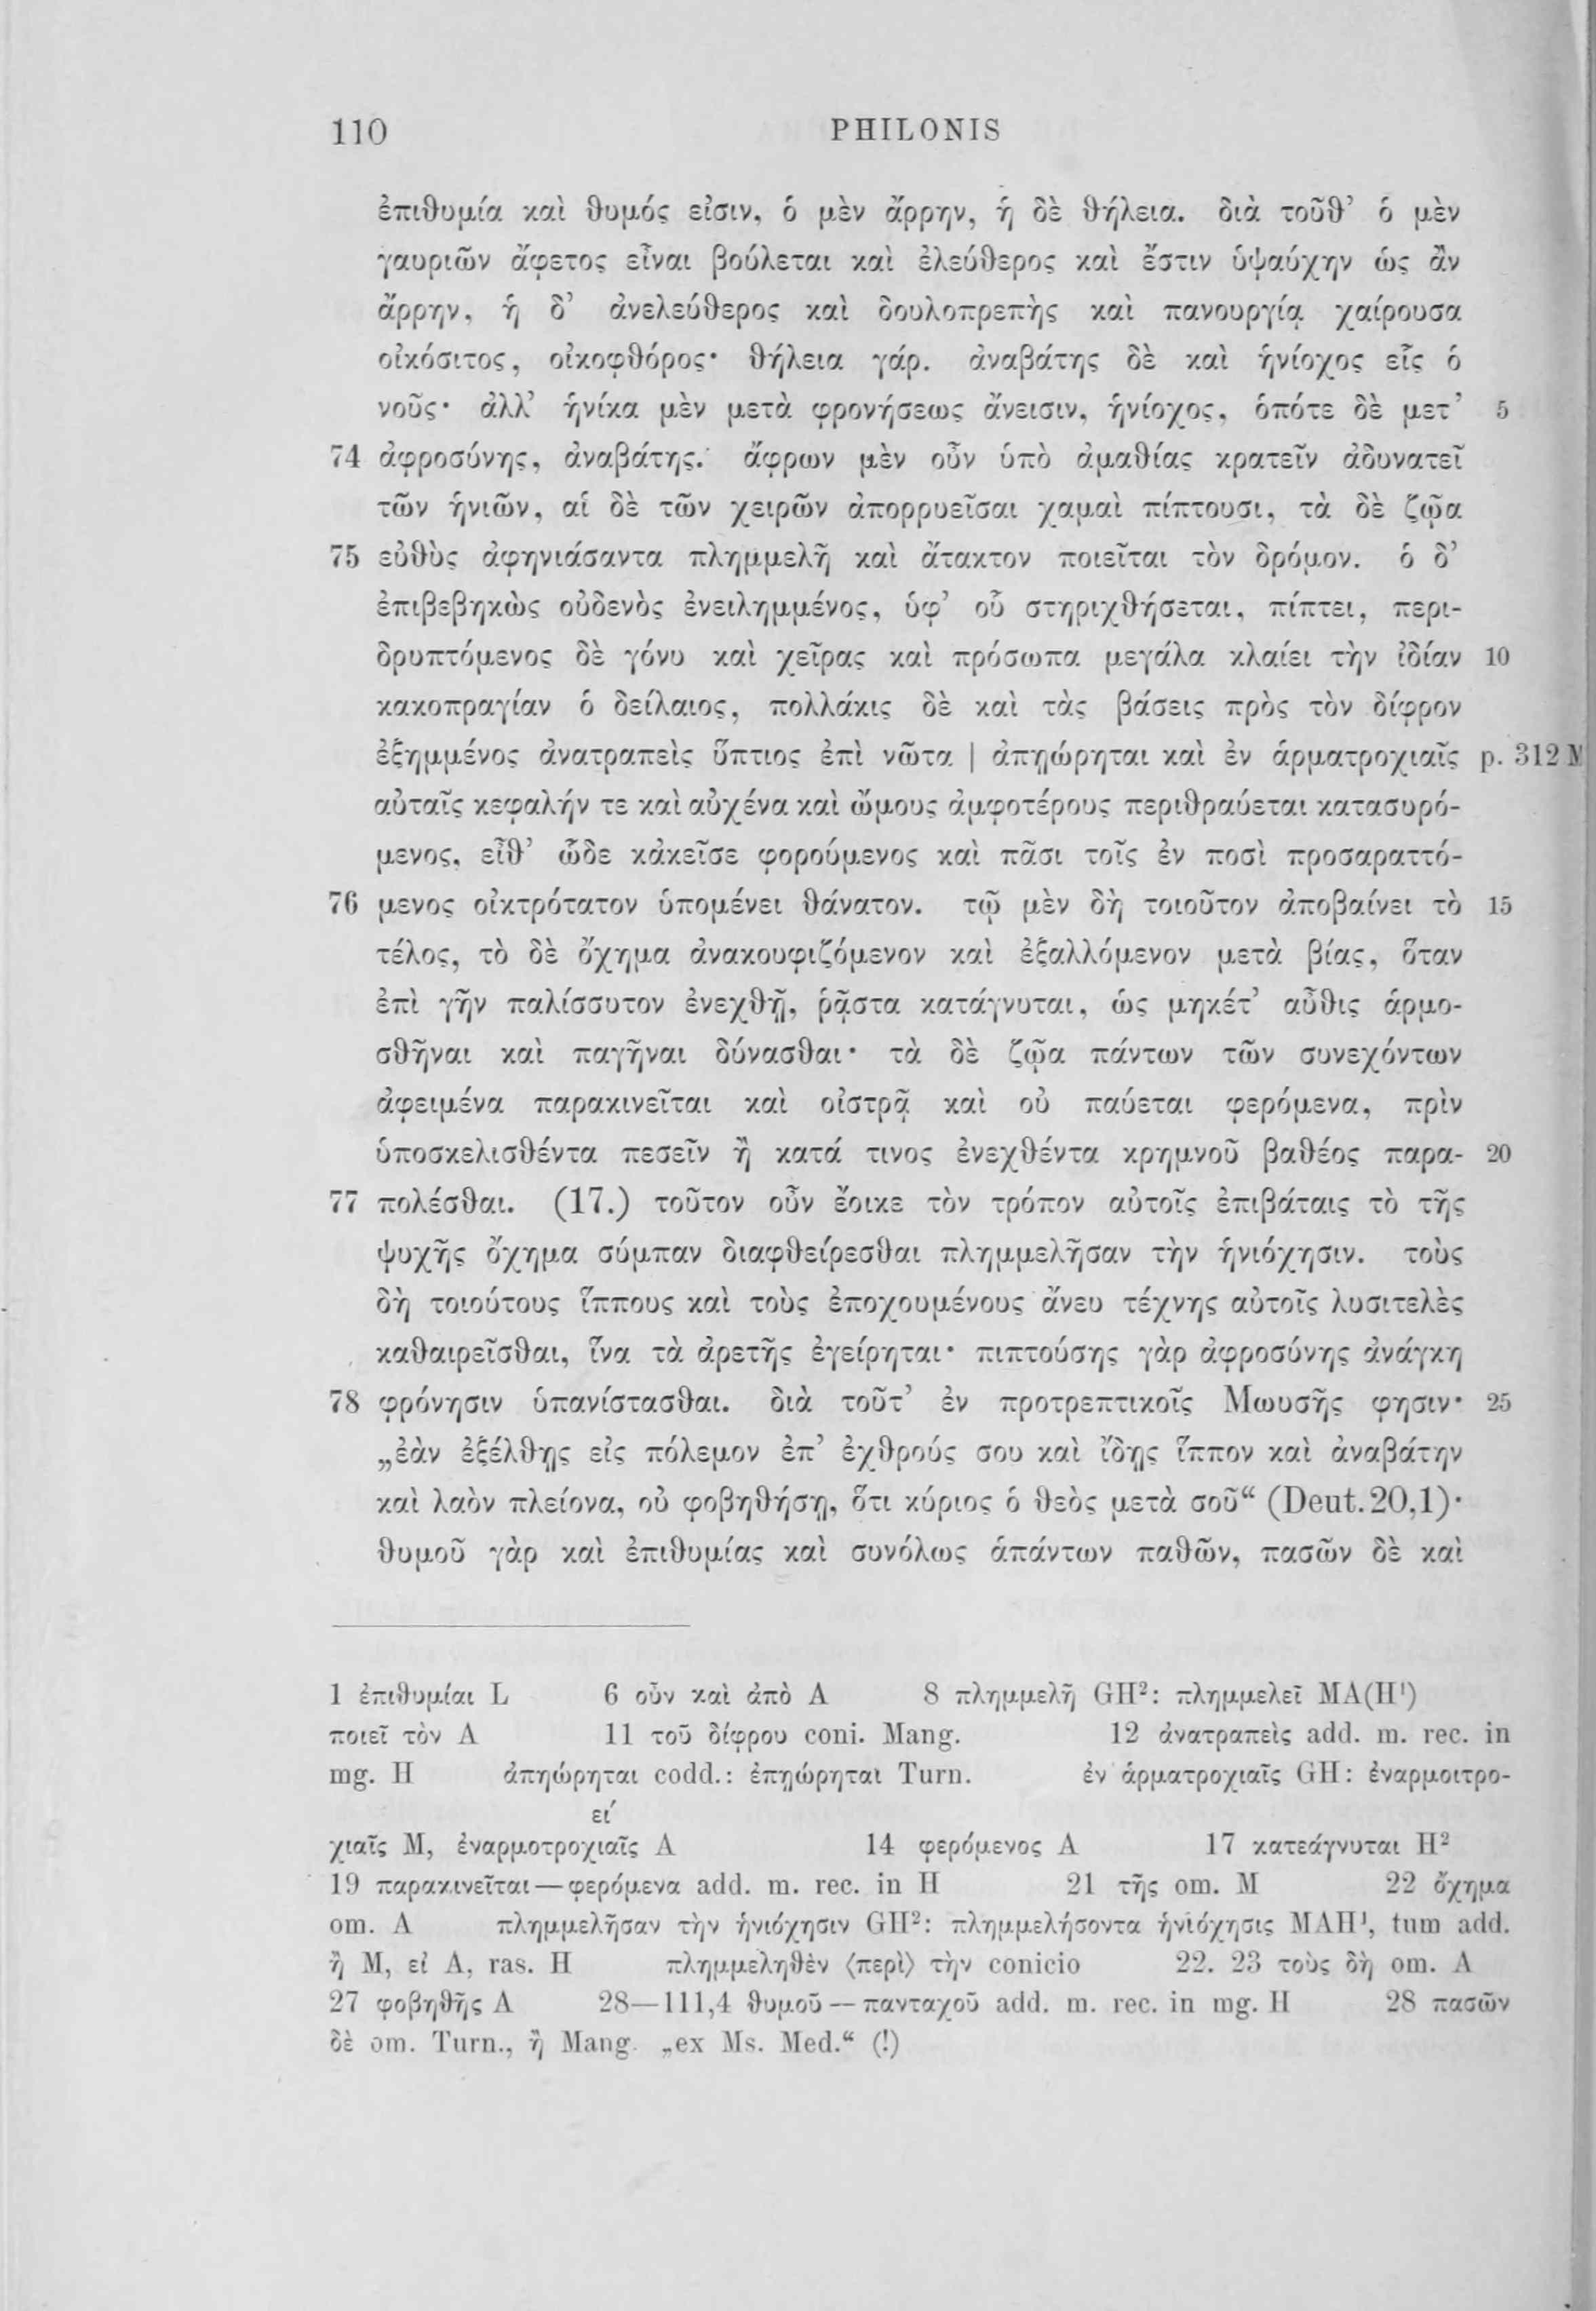 110 PHILONIS
ἐπιθυμία καὶ θυμός εἰσιν, ὁ μὲν ἄρρην, ἡ δὲ θήλεια. διὰ τοῦθ’ ὁ μὲν
γαυριῶν ἄφετος εἶναι βούλεται καὶ ἐλεύθερος καὶ ἔστιν ὑψαύχην ὡς ἂν
ἄρρην, ἡ δ’ ἀνελεύθερος καὶ δουλοπρεπὴς καὶ πανουργίᾳ χαίρουσα
οἰκόσιτος, οἰκοφθόρος· θήλεια γάρ. ἀναβάτης δὲ καὶ ἡνίοχος εἷς ὁ
νοῦς· ἀλλ’ ἡνίκα μὲν μετὰ φρονήσεως ἄνεισιν, ἡνίοχος, ὁπότε δὲ μετ’ 5
74 ἀφροσύνης, ἀναβάτης. ἄφρων μὲν οὖν ὑπὸ ἀμαθίας κρατεῖν ἀδυνατεῖ
τῶν ἡνιῶν, αἱ δὲ τῶν χειρῶν ἀπορρυεῖσαι χαμαὶ πίπτουσι, τὰ δὲ ζῷα
75 εὐθὺς ἀφηνιάσαντα πλημμελῆ καὶ ἄτακτον ποιεῖται τὸν δρόμον. ὁ δ’
ἐπιβεβηκὼς οὐδενὸς ἐνειλημμένος, ὑφ’ οὗ στηριχθήσεται, πίπτει, περι-
δρυπτόμενος δὲ γόνυ καὶ χεῖρας καὶ πρόσωπα μεγάλα κλαίει τὴν ἰδίαν 10
κακοπραγίαν ὁ δείλαιος, πολλάκις δὲ καὶ τὰς βάσεις πρὸς τὸν δίφρον
ἐξημμένος ἀνατραπεὶς ὕπτιος ἐπὶ νῶτα | ἀπῃώρηται καὶ ἐν ἁρματροχιαῖς p. 312 M
αὐταῖς κεφαλήν τε καὶ αὐχένα καὶ ὤμους ἀμφοτέρους περιθραύεται κατασυρό-
μενος, εἶθ’ ὧδε κἀκεῖσε φορούμενος καὶ πᾶσι τοῖς ἐν ποσὶ προσαραττό-
76 μενος οἰκτρότατον ὑπομένει θάνατον. τῷ μὲν δὴ τοιοῦτον ἀποβαίνει τὸ 15
τέλος, τὸ δὲ ὄχημα ἀνακουφιζόμενον καὶ ἐξαλλόμενον μετὰ βίας, ὅταν
ἐπὶ γῆν παλίσσυτον ἐνεχθῇ, ῥᾷστα κατάγνυται, ὡς μηκέτ’ αὖθις ἁρμο-
σθῆναι καὶ παγῆναι δύνασθαι· τὰ δὲ ζῷα πάντων τῶν συνεχόντων
ἀφειμένα παρακινεῖται καὶ οἰστρᾷ καὶ οὐ παύεται φερόμενα, πρὶν
ὑποσκελισθέντα πεσεῖν ἢ κατά τινος ἐνεχθέντα κρημνοῦ βαθέος παρα- 20
77 πολέσθαι. (17.) τοῦτον οὖν ἔοικε τὸν τρόπον αὐτοῖς ἐπιβάταις τὸ τῆς
ψυχῆς ὄχημα σύμπαν διαφθείρεσθαι πλημμελῆσαν τὴν ἡνιόχησιν. τοὺς
δὴ τοιούτους ἵππους καὶ τοὺς ἐποχουμένους ἄνευ τέχνης αὐτοῖς λυσιτελὲς
καθαιρεῖσθαι, ἵνα τὰ ἀρετῆς ἐγείρηται· πιπτούσης γὰρ ἀφροσύνης ἀνάγκη
78 φρόνησιν ὑπανίστασθαι. διὰ τοῦτ’ ἐν προτρεπτικοῖς Μωυσῆς φησιν· 25
„ἐὰν ἐξέλθῃς εἰς πόλεμον ἐπ’ ἐχθρούς σου καὶ ἴδῃς ἵππον καὶ ἀναβάτην
καὶ λαὸν πλείονα, οὐ φοβηθήσῃ, ὅτι κύριος ὁ θεὸς μετὰ σοῦ“ (Deut. 20,1)·
θυμοῦ γὰρ καὶ ἐπιθυμίας καὶ συνόλως ἁπάντων παθῶν, πασῶν δὲ καὶ
1 ἐπιθυμίαι L 6 οὖν καὶ ἀπὸ A 8 πλημμελῆ GH²: πλημμελεῖ MA(H¹)
ποιεῖ τὸν A 11 τοῦ δίφρου coni. Mang. 12 ἀνατραπεὶς add. m. rec. in
mg. H ἀπηώρηται codd.: ἐπῃώρηται Turn. ἐν ἁρματροχιαῖς GH: ἐναρμοιτρο-
εί
χιαῖς M, ἐναρμοτροχιαῖς A 14 φερόμενος A 17 κατεάγνυται H²
19 παρακινεῖται—φερόμενα add. m. rec. in H 21 τῆς om. M 22 ὄχημα
om. A πλημμελῆσαν τὴν ἡνιόχησιν GH²: πλημμελήσοντα ἡνιόχησις MAH¹, tum add.
ἢ M, εἰ A, ras. H πλημμεληθὲν ⟨περὶ⟩ τὴν conicio 22. 23 τοὺς δὴ om. A
27 φοβηθῆς A 28—111,4 θυμοῦ — πανταχοῦ add. m. rec. in mg. H 28 πασῶν
δὲ om. Turn., ἢ Mang. „ex Ms. Med.“ (!)